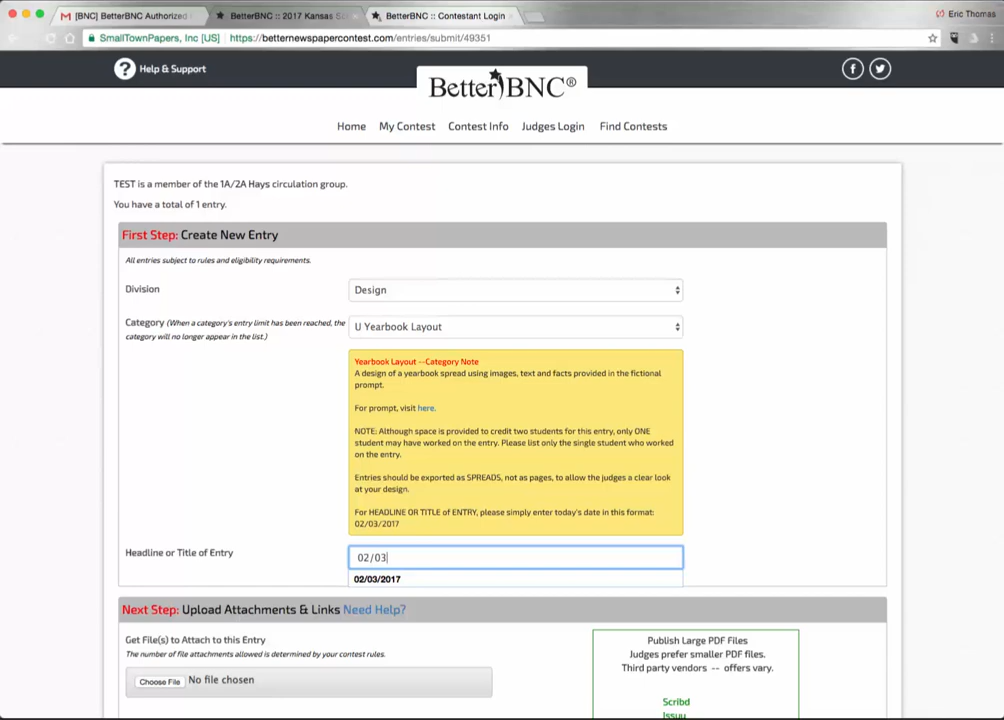 [BNC] BetterBNC Authorized
BetterBNC :: 2017 Kansas Sc
BetterBNC :: Contestant Login
Eric Thomas
SmallTownPapers, Inc [US]
https://betternewspapercontest.com/entries/submit/49351
? Help & Support
BetterBNC®
Home
My Contest
Contest Info
Judges Login
Find Contests
TEST is a member of the 1A/2A Hays circulation group.
You have a total of 1 entry.
First Step: Create New Entry
All entries subject to rules and eligibility requirements.
Division
Design
Category (When a category's entry limit has been reached, the
category will no longer appear in the list.)
U Yearbook Layout
Yearbook Layout --Category Note
A design of a yearbook spread using images, text and facts provided in the fictional
prompt.
For prompt, visit here.
NOTE: Although space is provided to credit two students for this entry, only ONE
student may have worked on the entry. Please list only the single student who worked
on the entry.
Entries should be exported as SPREADS, not as pages, to allow the judges a clear look
at your design.
For HEADLINE OR TITLE of ENTRY, please simply enter today's date in this format:
02/03/2017
Headline or Title of Entry
02/03
02/03/2017
Next Step: Upload Attachments & Links Need Help?
Get File(s) to Attach to this Entry
The number of file attachments allowed is determined by your contest rules.
Choose File No file chosen
Publish Large PDF Files
Judges prefer smaller PDF files.
Third party vendors -- offers vary.
Scribd
Issuu